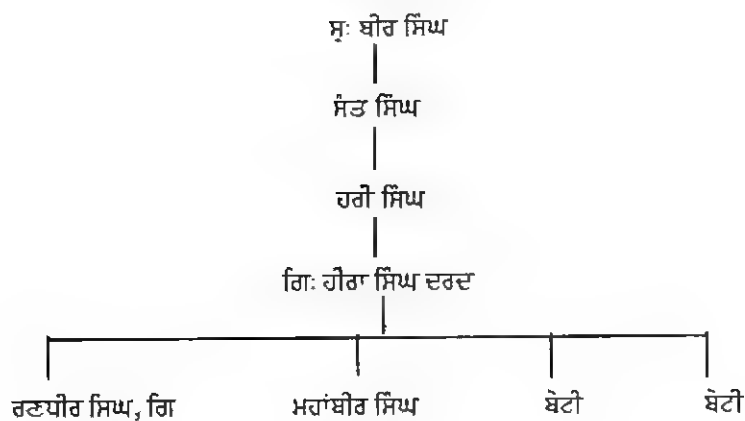 ਸ੍ਰ: ਬੀਰ ਸਿੰਘ
ਸੰਤ ਸਿੰਘ
ਹਰੀ ਸਿੰਘ
ਗਿ: ਹੀਰਾ ਸਿੰਘ ਦਰਦ
ਰਣਧੀਰ ਸਿਘ, ਗਿ ਮਹਾਂਬੀਰ ਸਿੰਘ ਬੇਟੀ ਬੇਟੀ